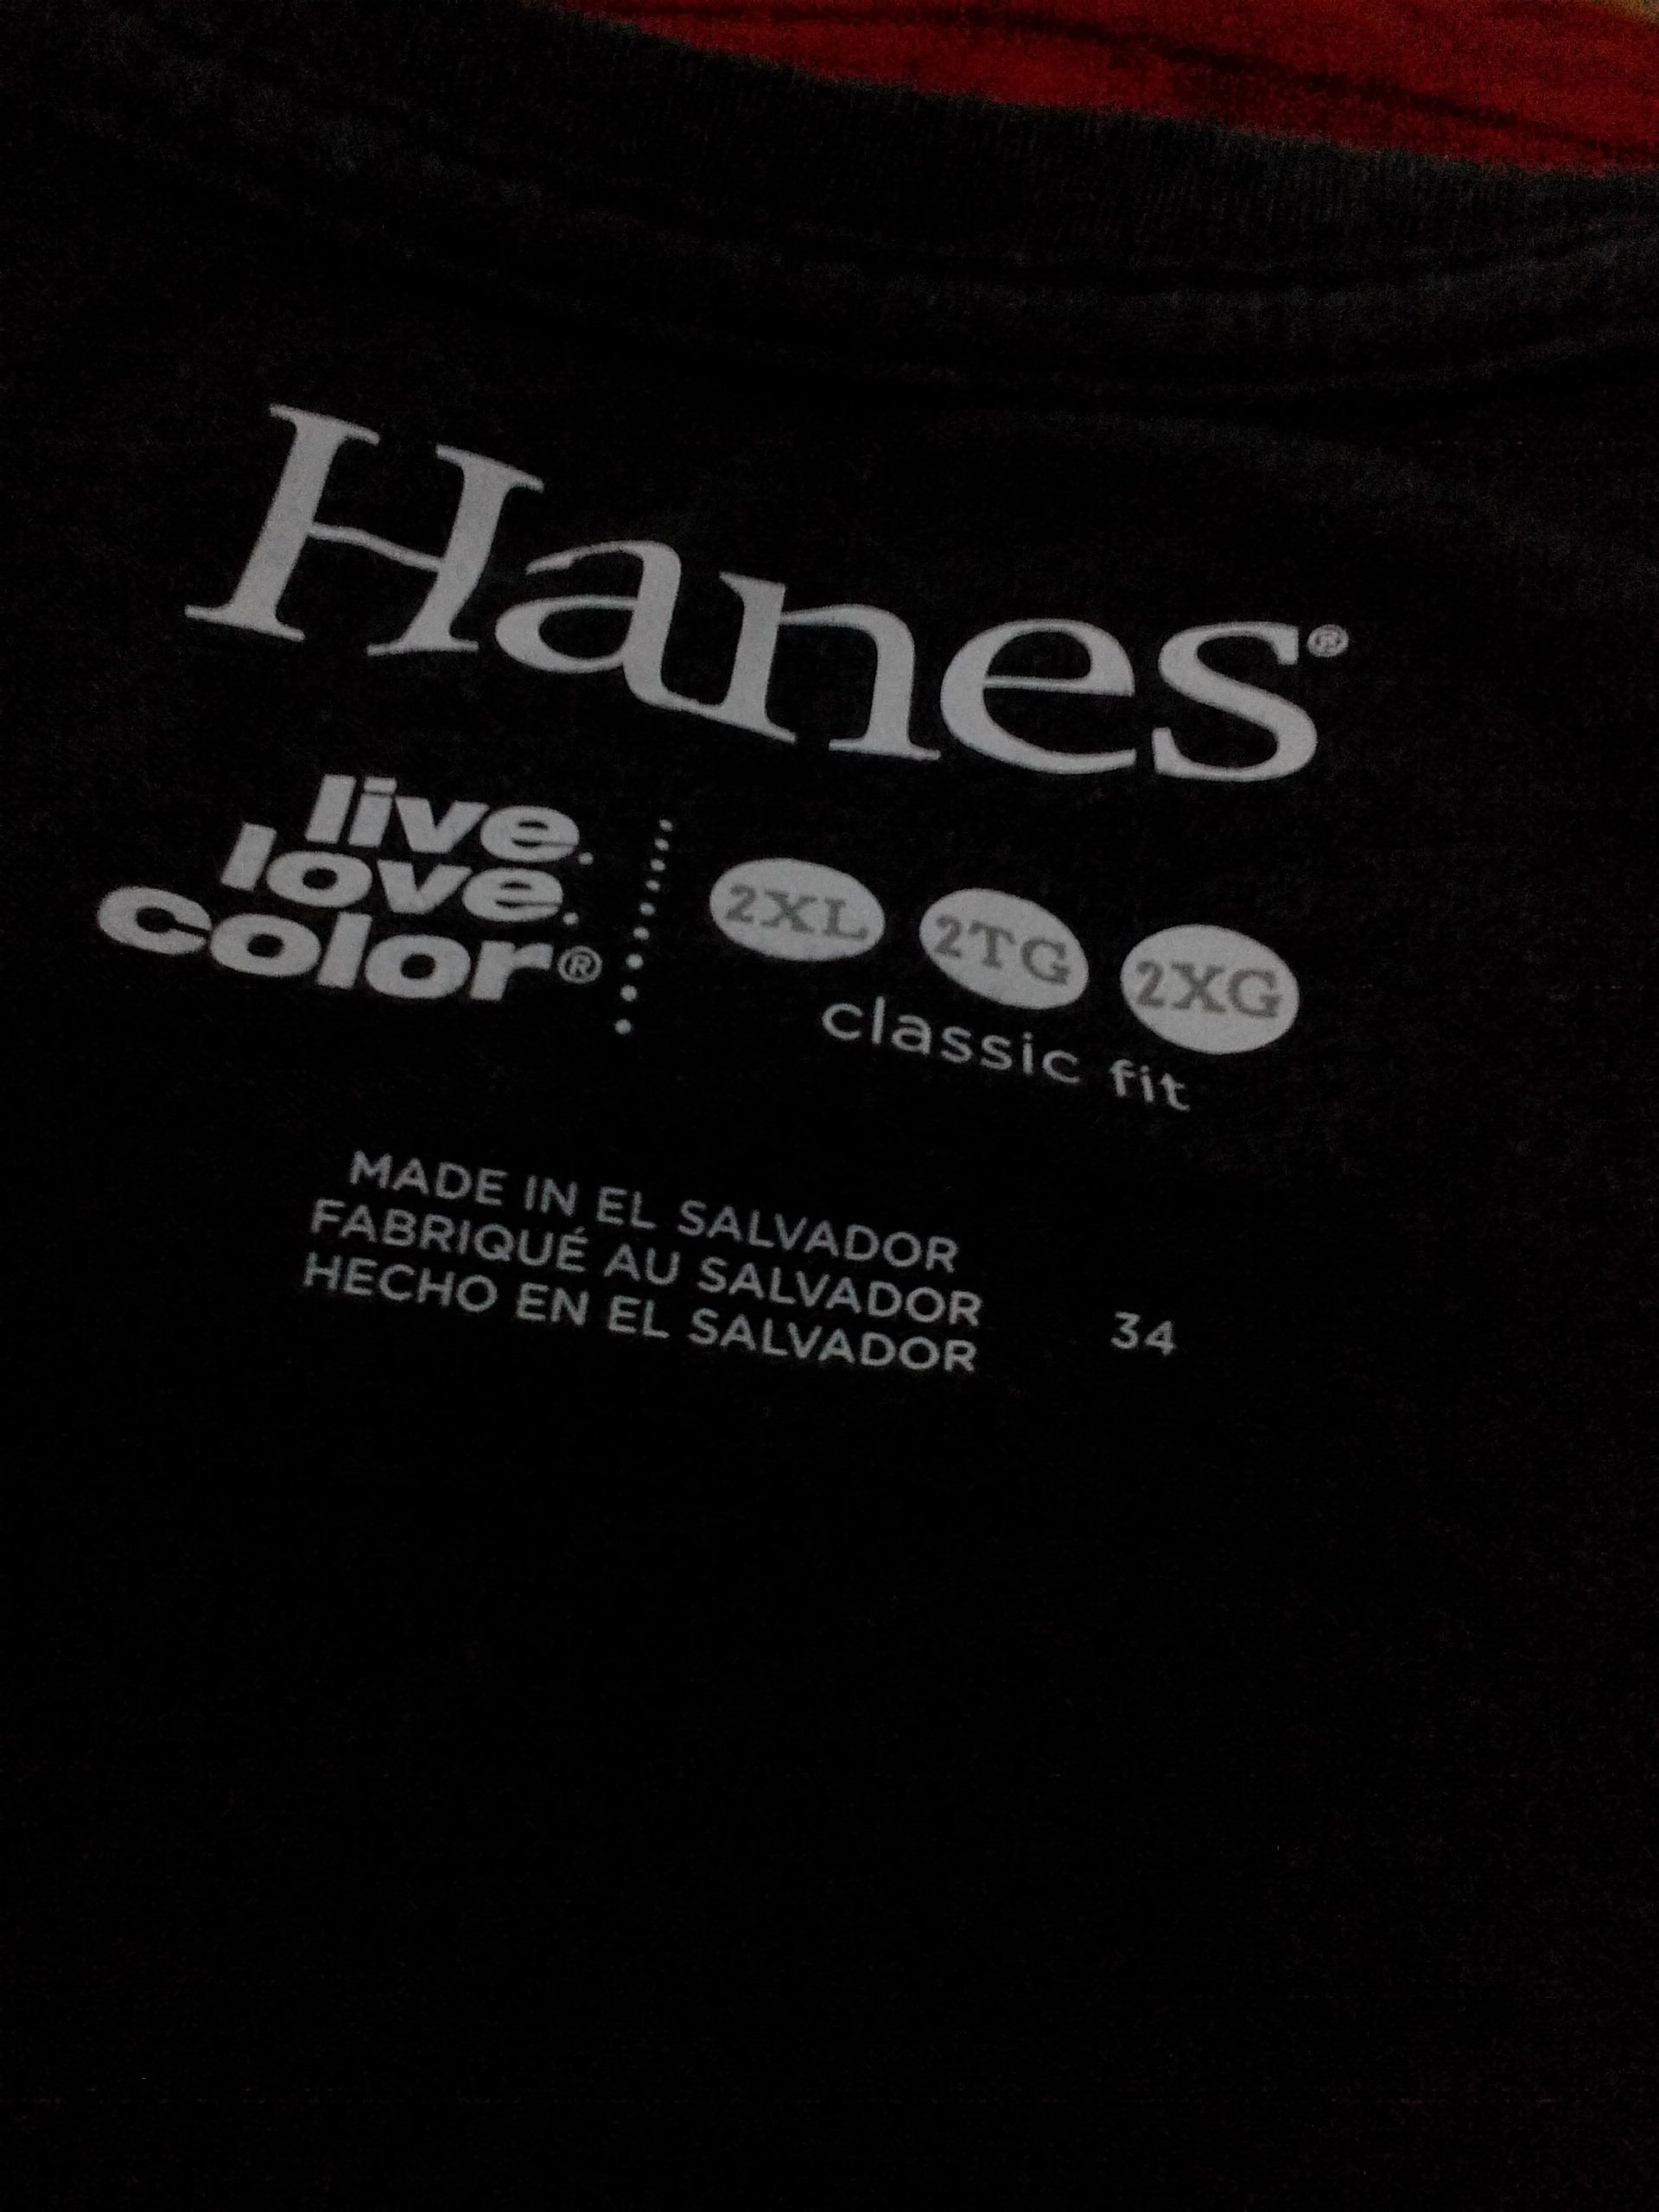 Hanes®
live.
love.
color®
2XL 2TG 2XG
classic fit
MADE IN EL SALVADOR
FABRIQUÉ AU SALVADOR
HECHO EN EL SALVADOR
34